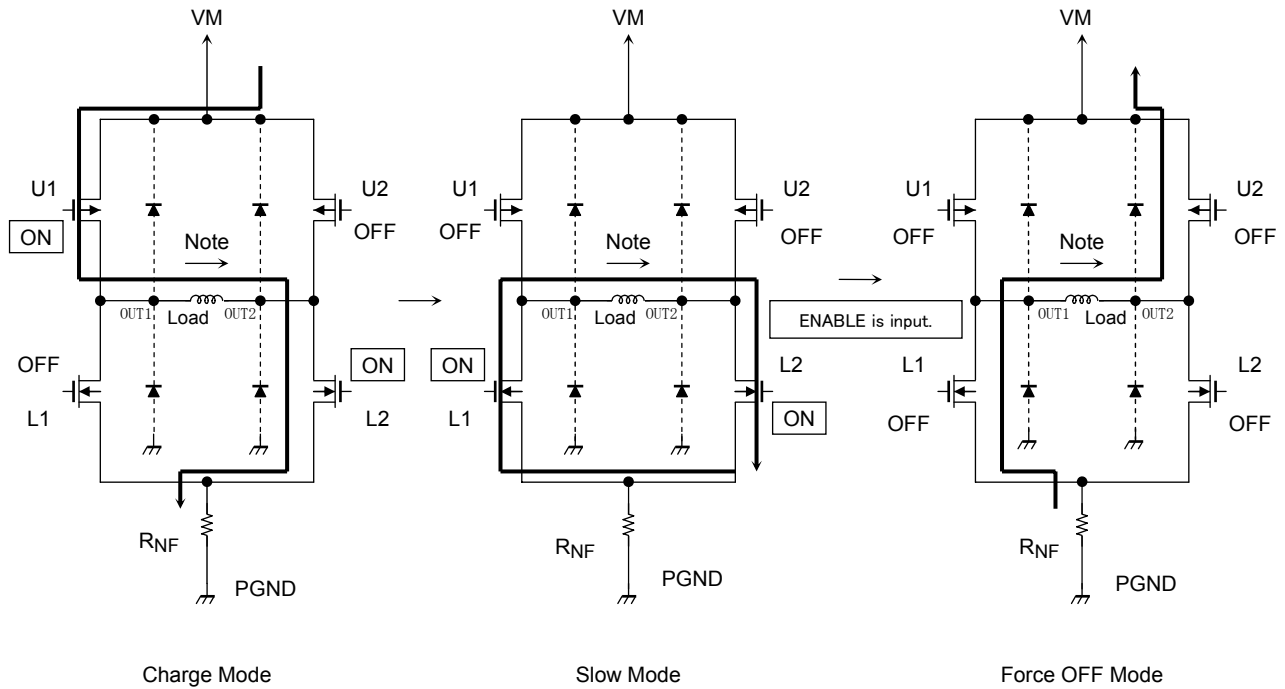 VM
U1
ON
U2
OFF
Note
OUT1
Load
OUT2
OFF
L1
ON
L2
RNF
PGND
Charge Mode
VM
U1
OFF
U2
OFF
Note
OUT1
Load
OUT2
ON
L1
L2
ON
RNF
PGND
Slow Mode
ENABLE is input.
VM
U1
OFF
U2
OFF
Note
OUT1
Load
OUT2
L1
OFF
L2
OFF
RNF
PGND
Force OFF Mode